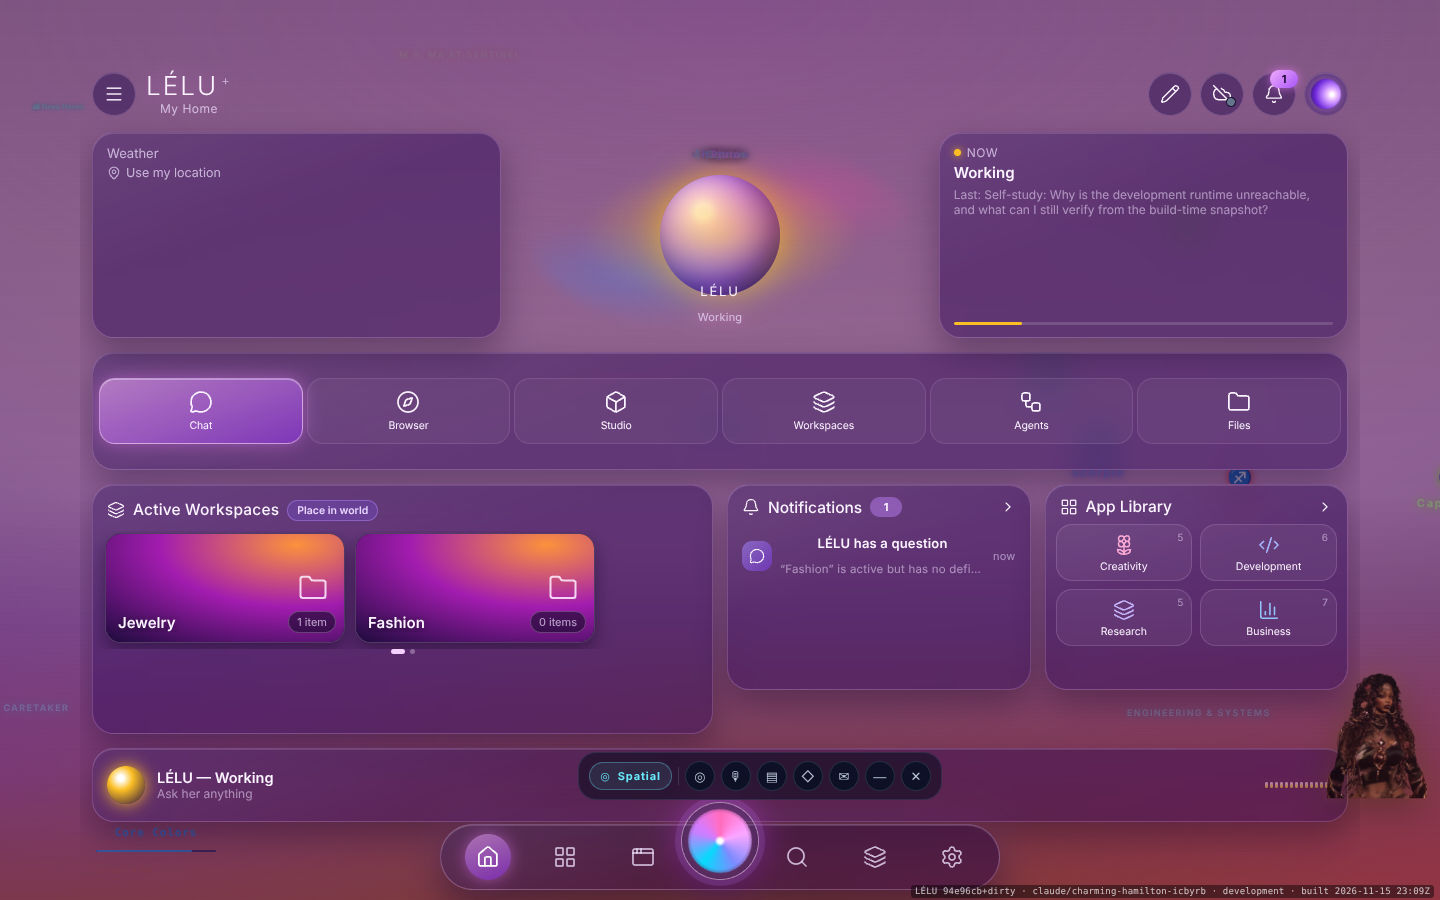 LÉLU +
My Home
1
Weather
Use my location
NOW
Working
Last: Self-study: Why is the development runtime unreachable,
and what can I still verify from the build-time snapshot?
LÉLU
Working
Chat
Browser
Studio
Workspaces
Agents
Files
Active Workspaces
Place in world
Jewelry
1 item
Fashion
0 items
Notifications
1
LÉLU has a question
now
“Fashion” is active but has no defi...
App Library
Creativity
5
Development
6
Research
5
Business
7
CARETAKER
ENGINEERING & SYSTEMS
LÉLU — Working
Ask her anything
Spatial
LÉLU 94e96cb+dirty · claude/charming-hamilton-icbyrb · development · built 2026-11-15 23:09Z